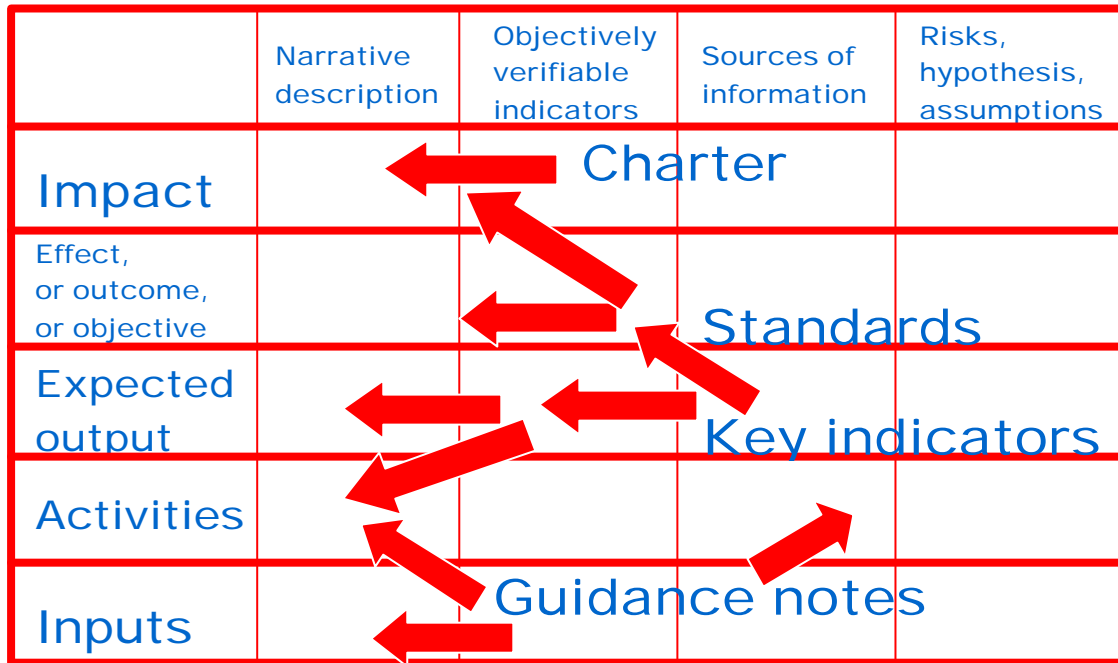 Narrative
description
Objectively
verifiable
indicators
Sources of
information
Risks,
hypothesis,
assumptions
Impact
Charter
Effect,
or outcome,
or objective
Standards
Expected
output
Key indicators
Activities
Inputs
Guidance notes